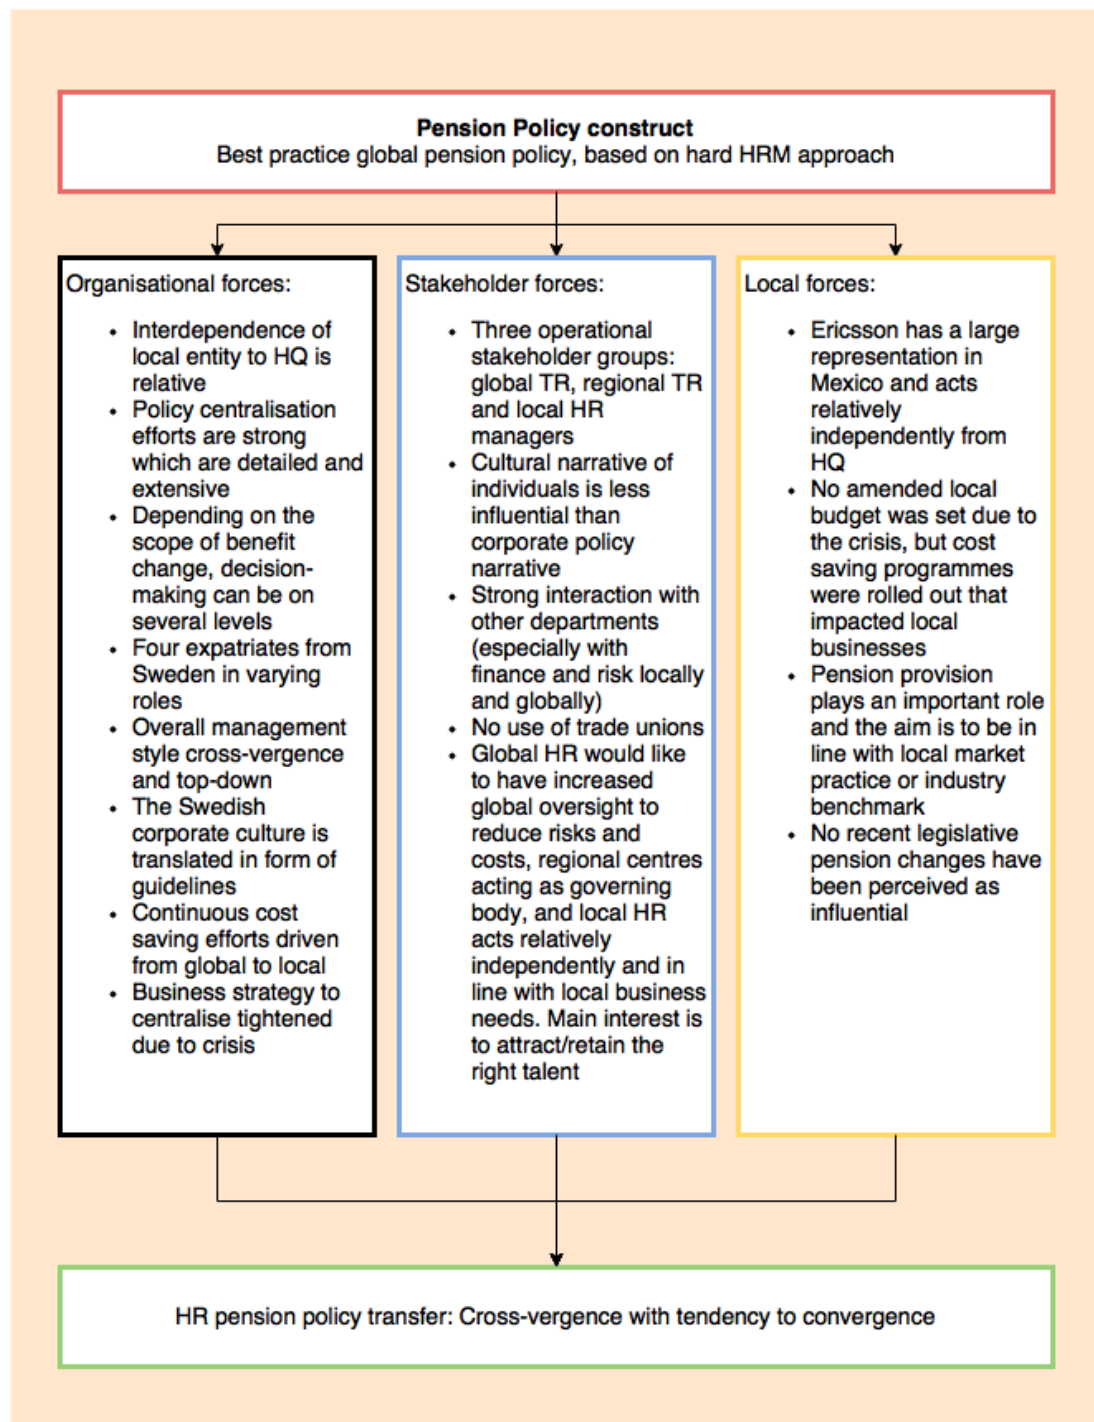 Pension Policy construct
Best practice global pension policy, based on hard HRM approach
Organisational forces:
• Interdependence of
local entity to HQ is
relative
• Policy centralisation
efforts are strong
which are detailed and
extensive
• Depending on the
scope of benefit
change, decision-
making can be on
several levels
• Four expatriates from
Sweden in varying
roles
• Overall management
style cross-vergence
and top-down
• The Swedish
corporate culture is
translated in form of
guidelines
• Continuous cost
saving efforts driven
from global to local
• Business strategy to
centralise tightened
due to crisis
Stakeholder forces:
• Three operational
stakeholder groups:
global TR, regional TR
and local HR
managers
• Cultural narrative of
individuals is less
influential than
corporate policy
narrative
• Strong interaction with
other departments
(especially with
finance and risk locally
and globally)
• No use of trade unions
• Global HR would like
to have increased
global oversight to
reduce risks and
costs, regional centres
acting as governing
body, and local HR
acts relatively
independently and in
line with local business
needs. Main interest is
to attract/retain the
right talent
Local forces:
• Ericsson has a large
representation in
Mexico and acts
relatively
independently from
HQ
• No amended local
budget was set due to
the crisis, but cost
saving programmes
were rolled out that
impacted local
businesses
• Pension provision
plays an important role
and the aim is to be in
line with local market
practice or industry
benchmark
• No recent legislative
pension changes have
been perceived as
influential
HR pension policy transfer: Cross-vergence with tendency to convergence